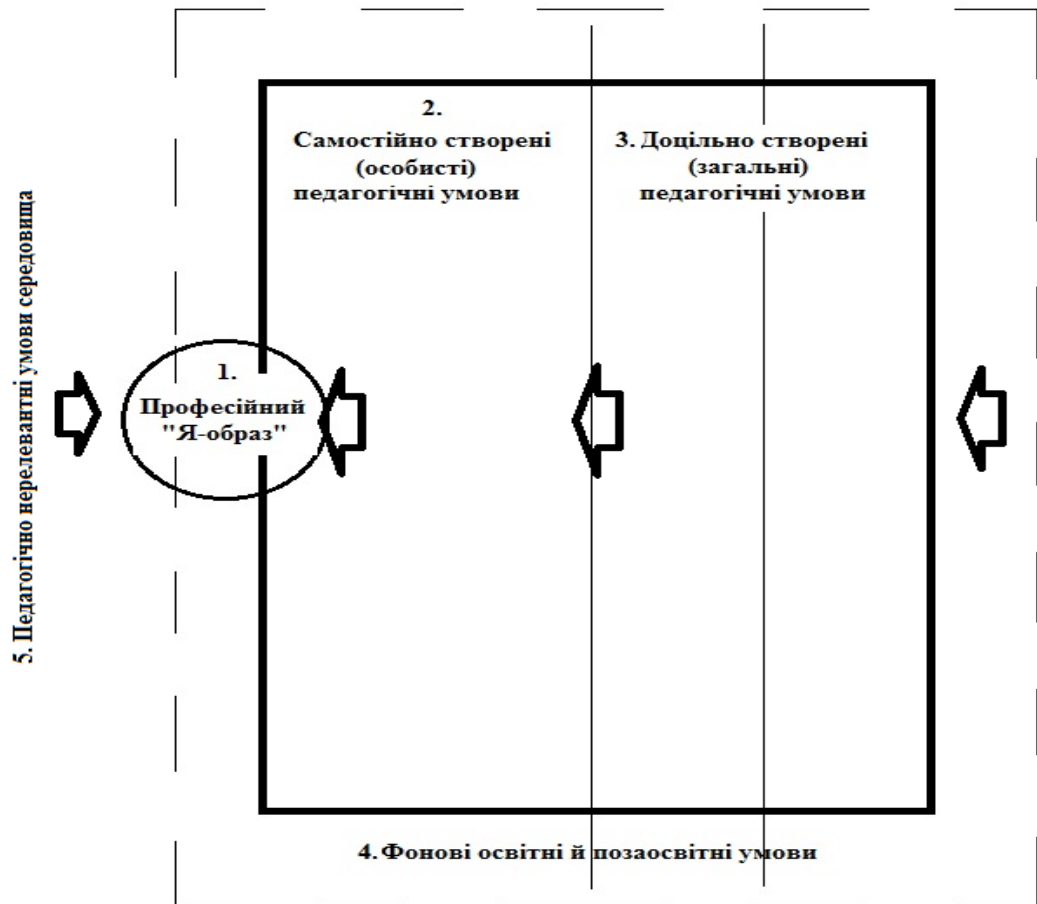 2.
Самостійно створені
(особисті)
педагогічні умови
3. Доцільно створені
(загальні)
педагогічні умови
5. Педагогічно нерелевантні умови середовища
1.
Професійний
"Я-образ"
4. Фонові освітні й позаосвітні умови